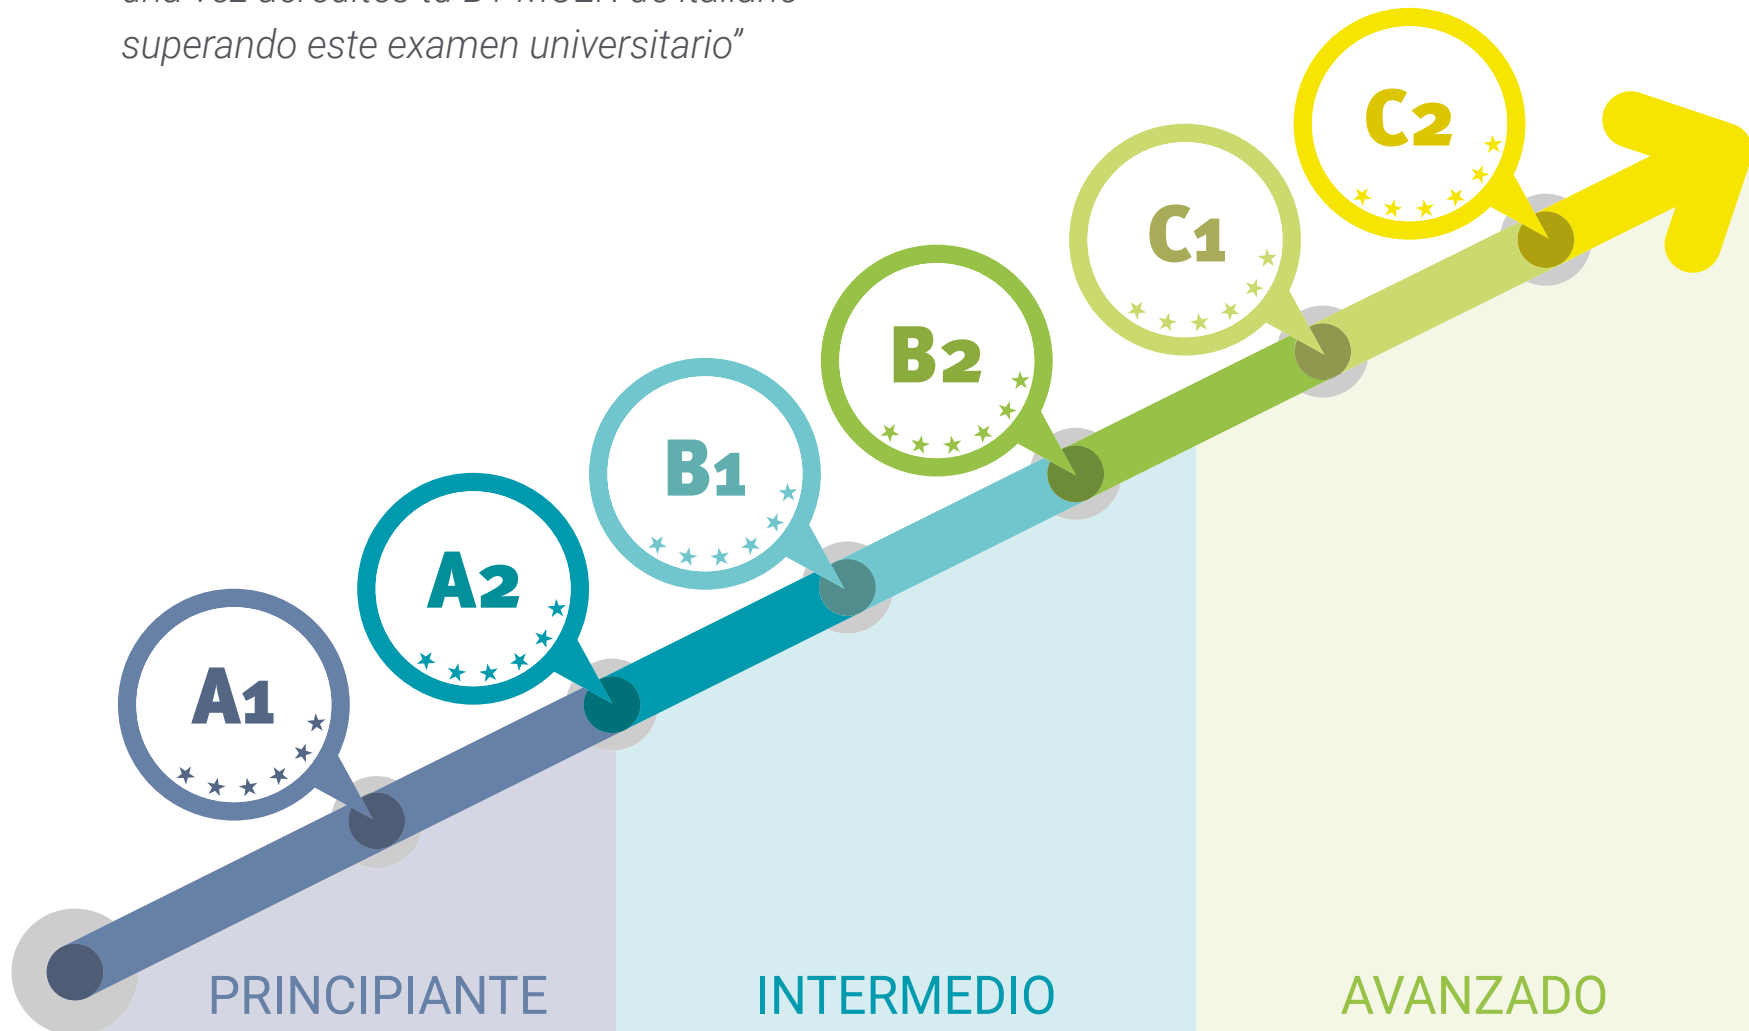 superando este examen universitario”
C2
C1
B2
B1
A2
A1
PRINCIPIANTE
INTERMEDIO
AVANZADO